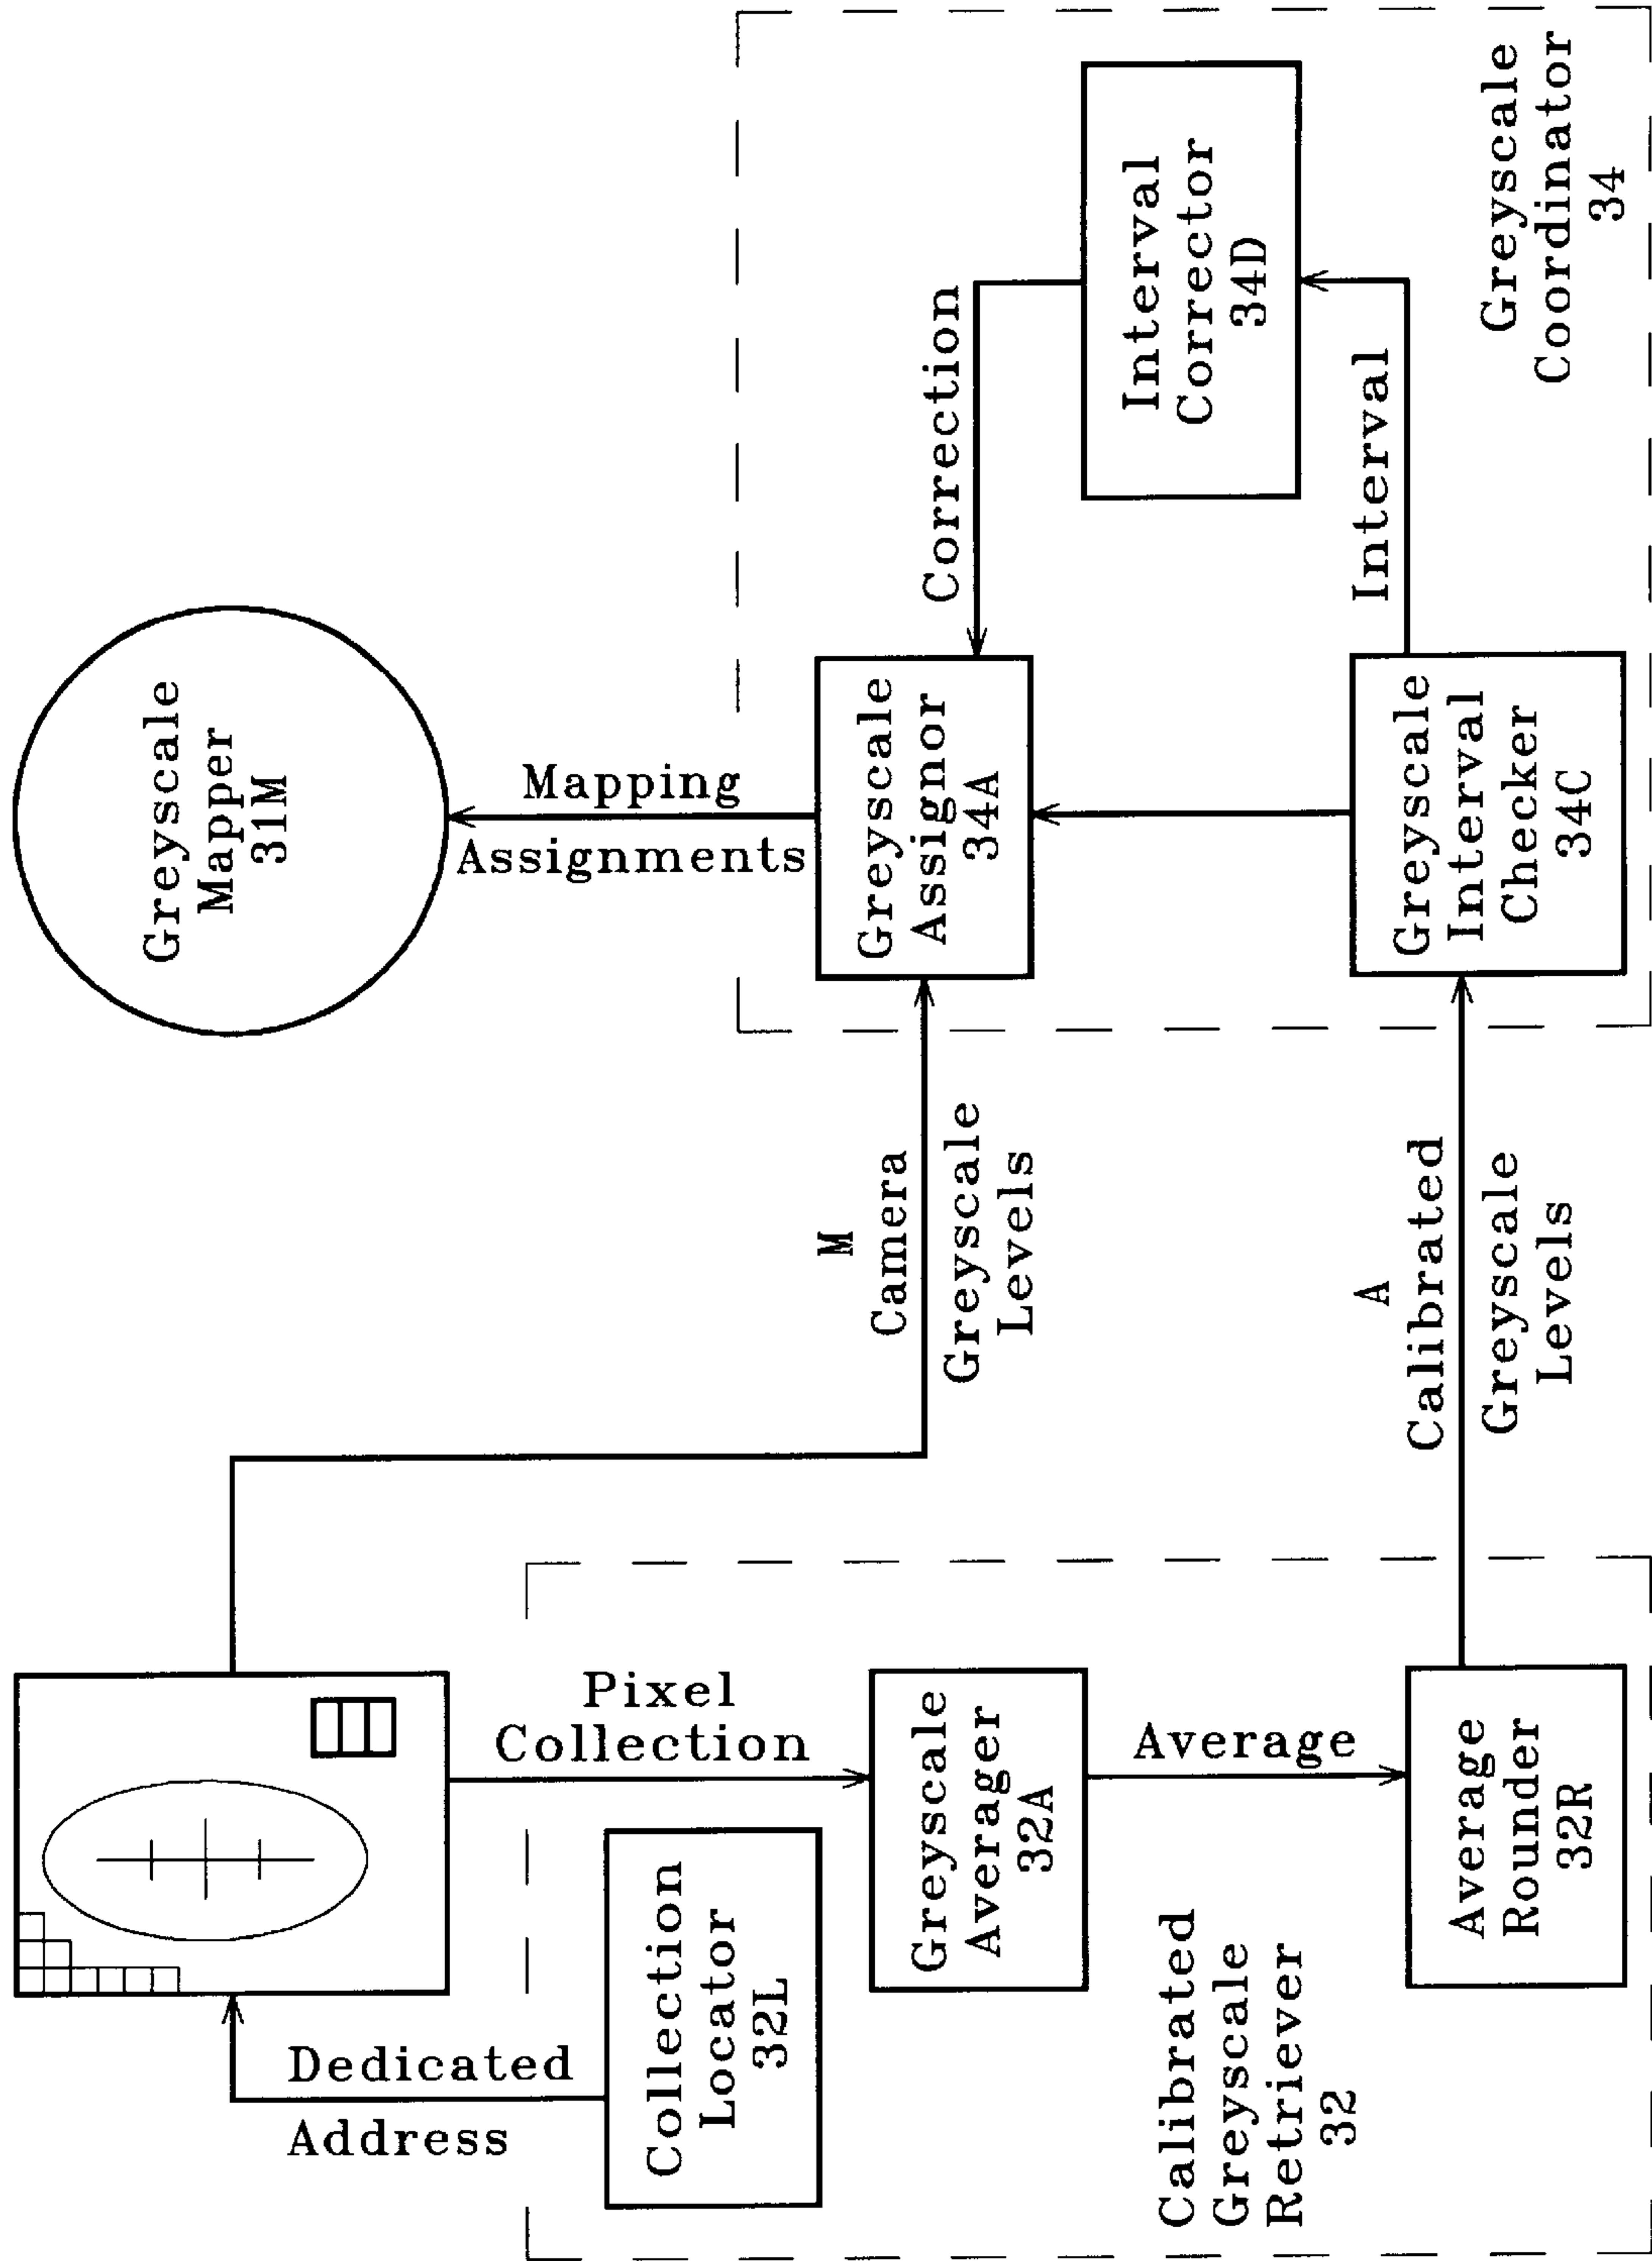 Greyscale
Mapper
31M
Mapping
Assignments
Dedicated
Address
Pixel
Collection
Collection
Locator
32L
Greyscale
Averager
32A
Average
Average
Rounder
32R
Calibrated
Greyscale
Retriever
32
M
Camera
Greyscale
Levels
A
Calibrated
Greyscale
Levels
Greyscale
Assignor
34A
Correction
Interval
Corrector
34D
Interval
Greyscale
Interval
Checker
34C
Greyscale
Coordinator
34